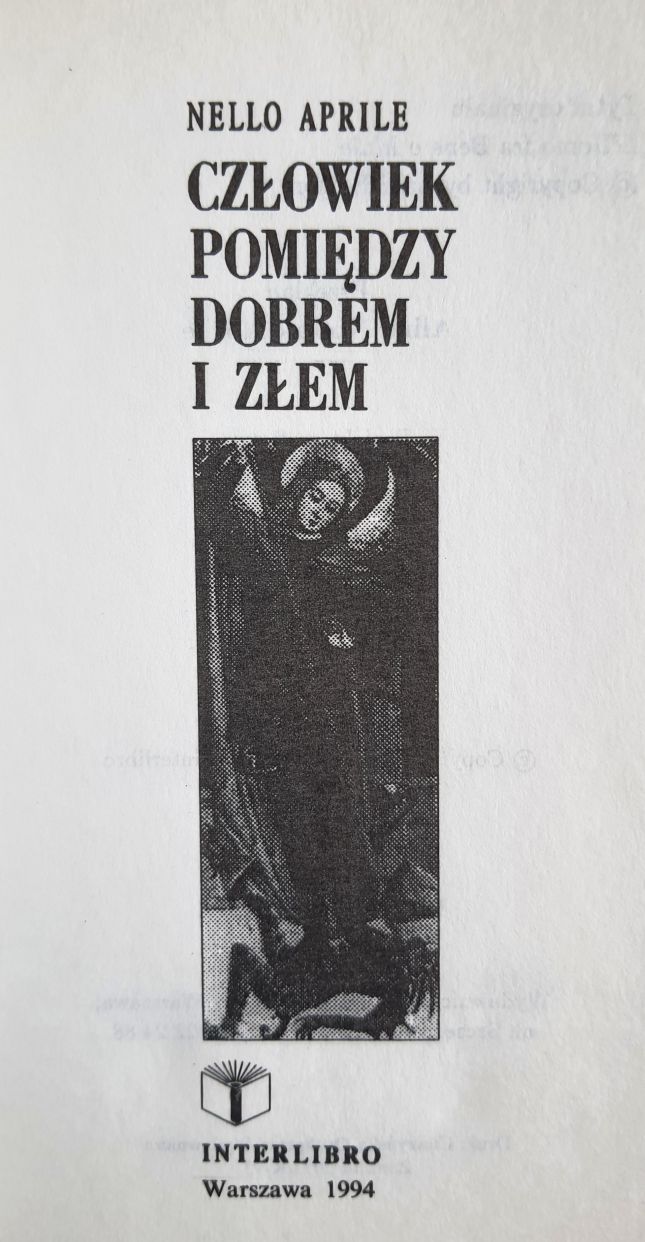 NELLO APRILE
CZŁOWIEK
POMIĘDZY
DOBREM
I ZŁEM
INTERLIBRO
Warszawa 1994